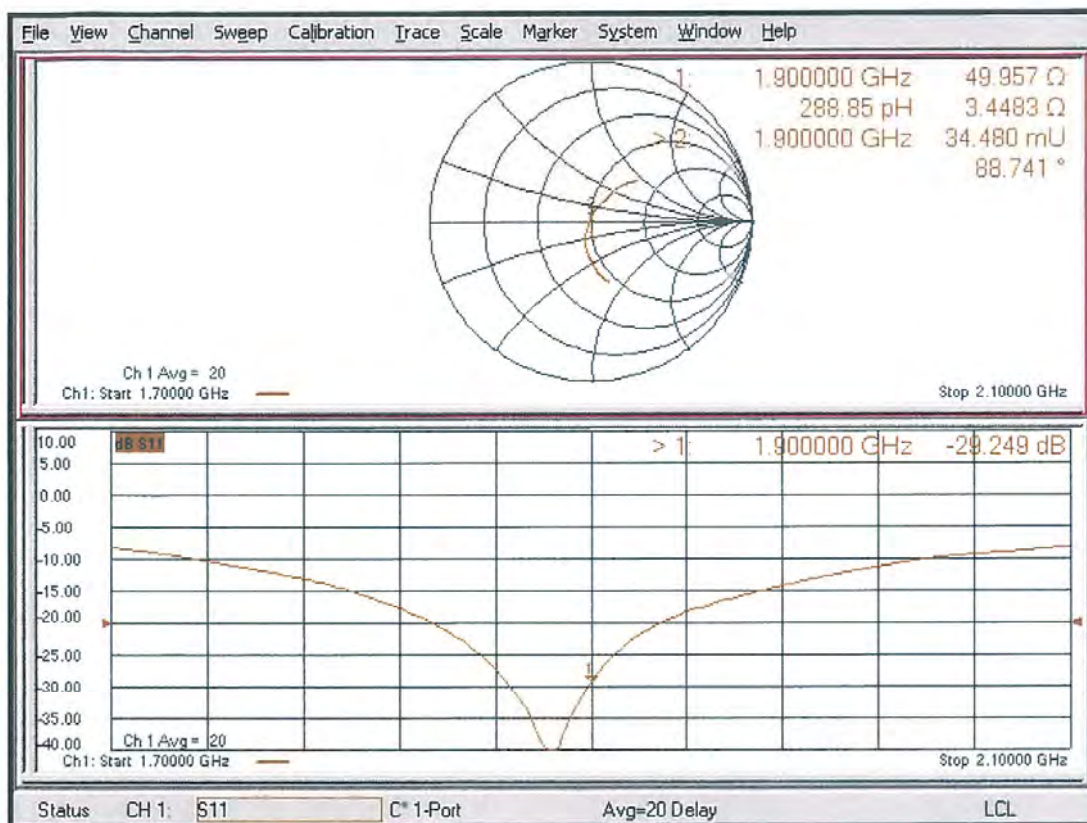 File View Channel Sweep Calibration Trace Scale Marker System Window Help
1: 1.900000 GHz 49.957 Ω
288.85 pH 3.4483 Ω
> 2: 1.900000 GHz 34.480 mU
88.741 °
Ch 1 Avg = 20
Ch1: Start 1.70000 GHz Stop 2.10000 GHz
10.00 dB S11 > 1: 1.900000 GHz -29.249 dB
5.00
0.00
-5.00
-10.00
-15.00
-20.00
-25.00
-30.00
-35.00
-40.00
1
Ch 1 Avg = 20
Ch1: Start 1.70000 GHz Stop 2.10000 GHz
Status CH 1: S11 C* 1-Port Avg=20 Delay LCL